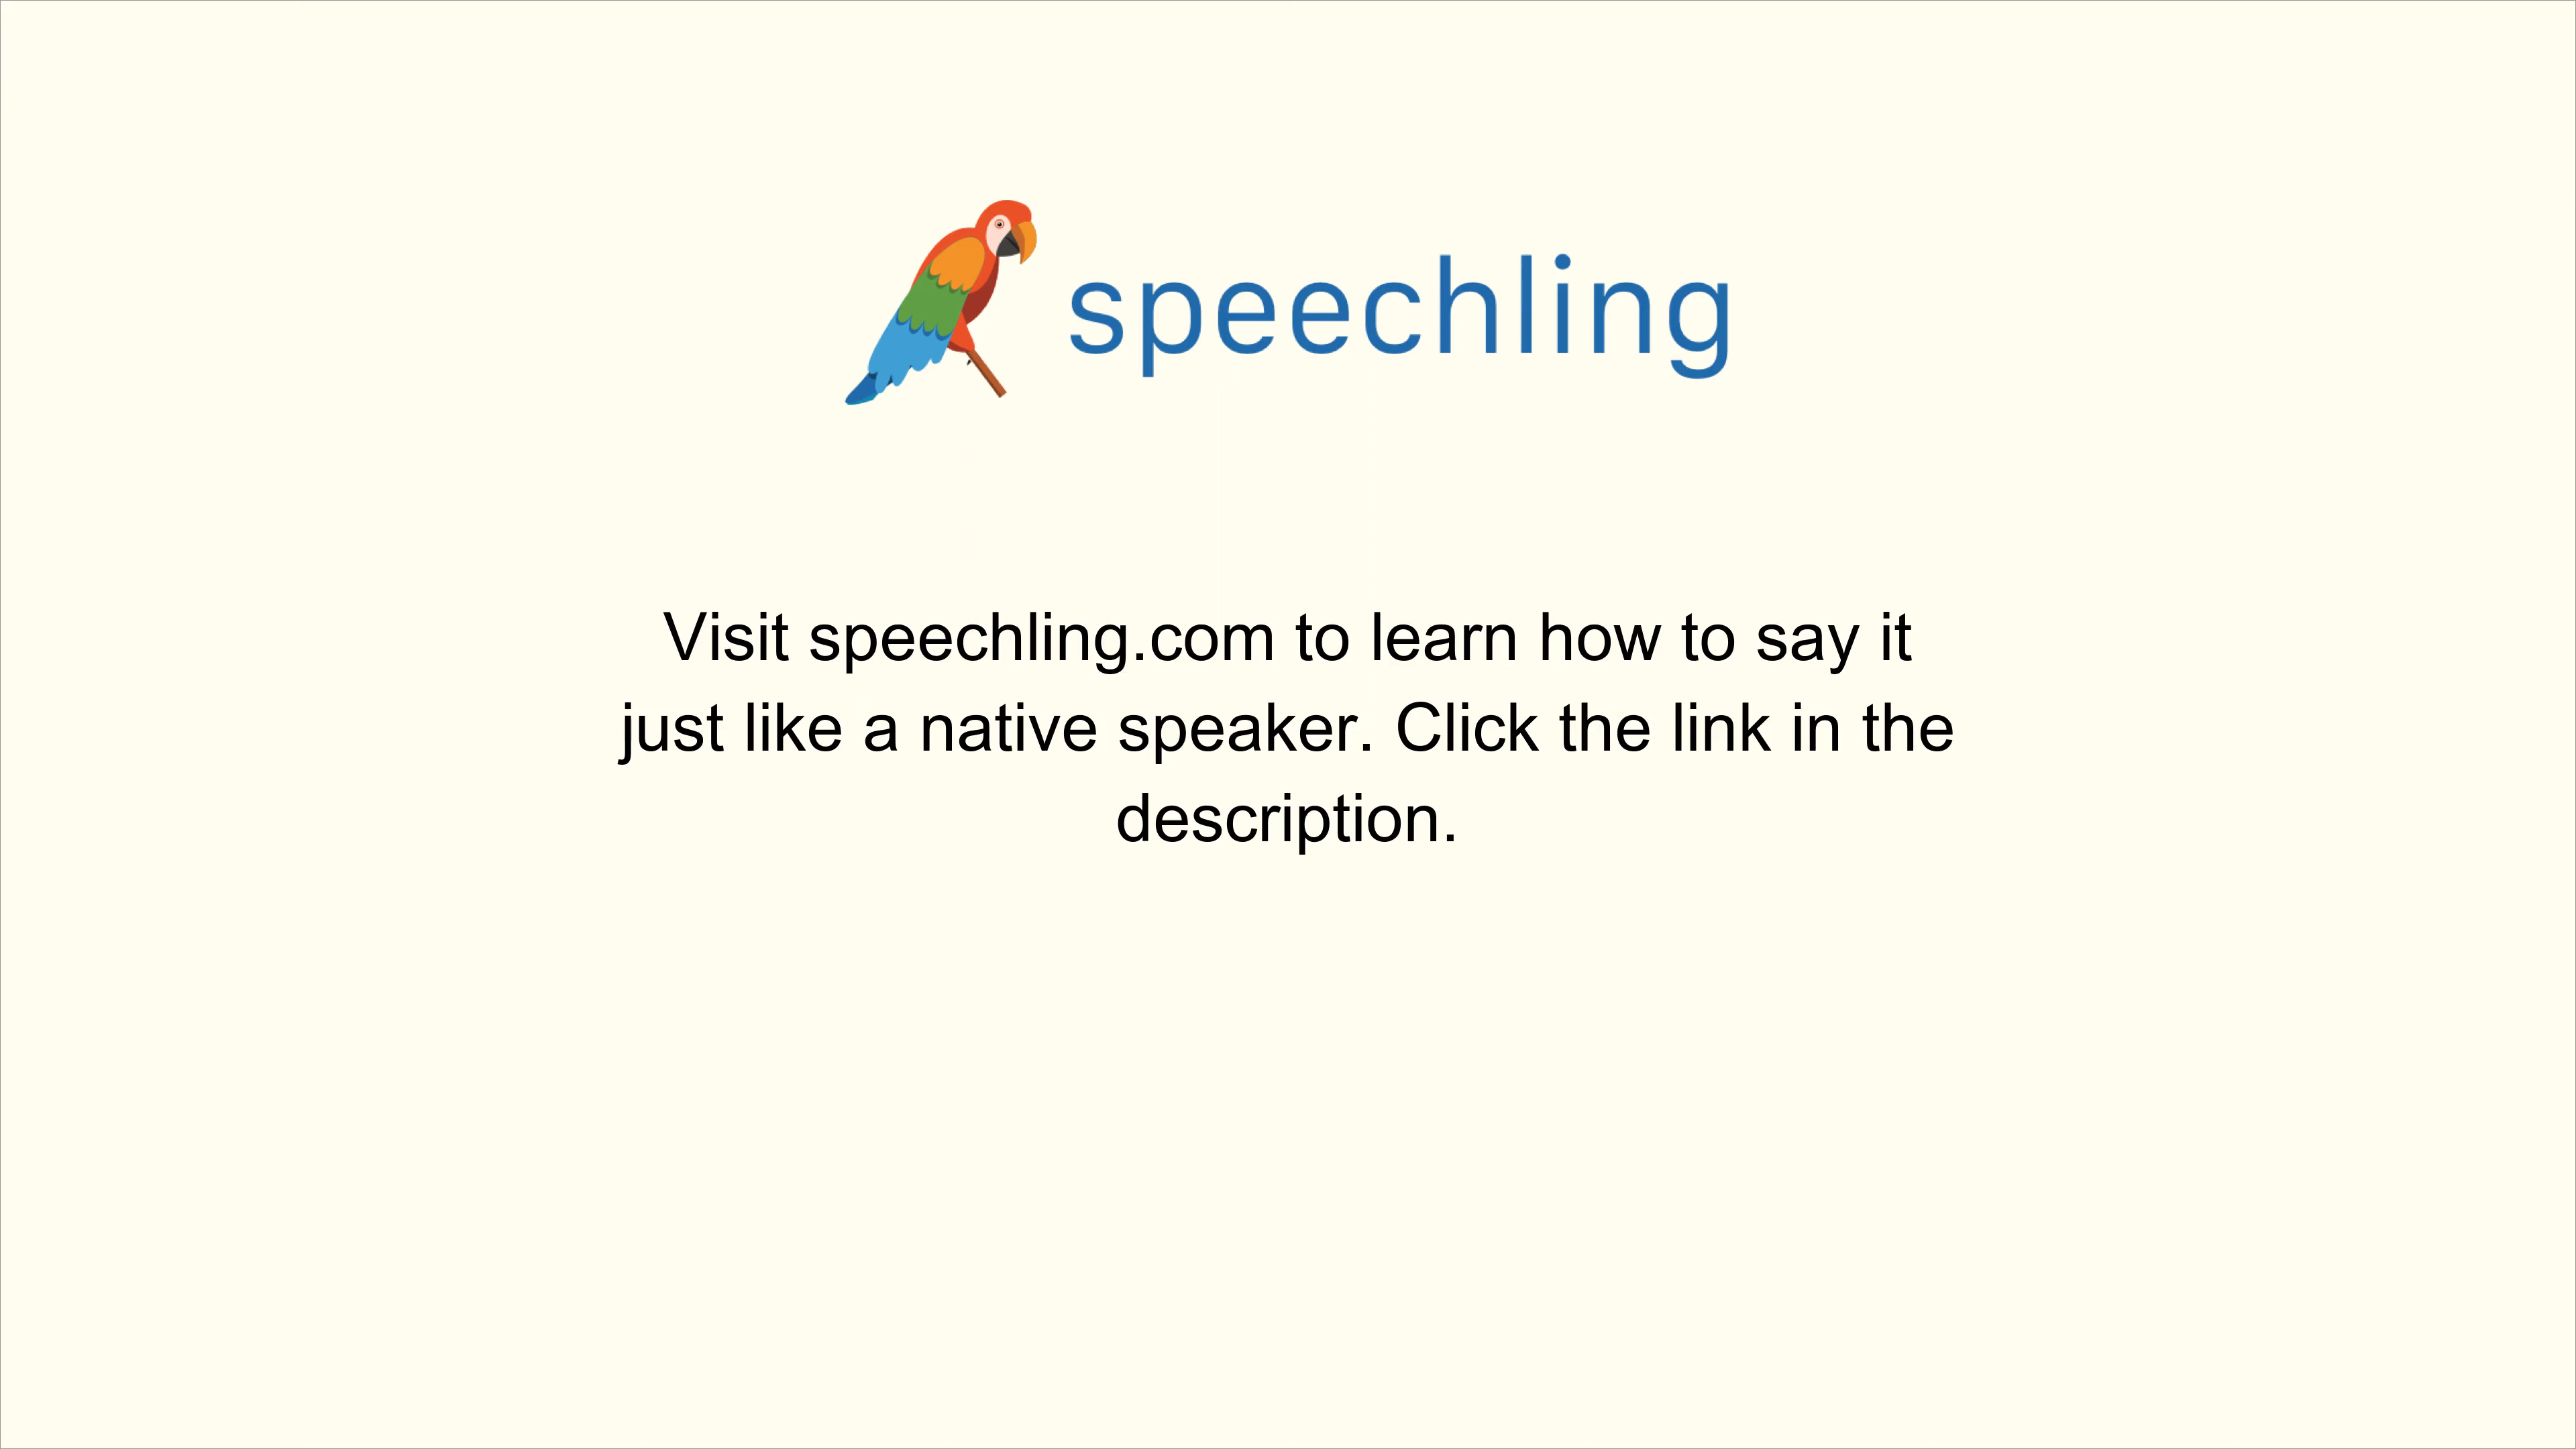 speechling
Visit speechling.com to learn how to say it
just like a native speaker. Click the link in the
description.